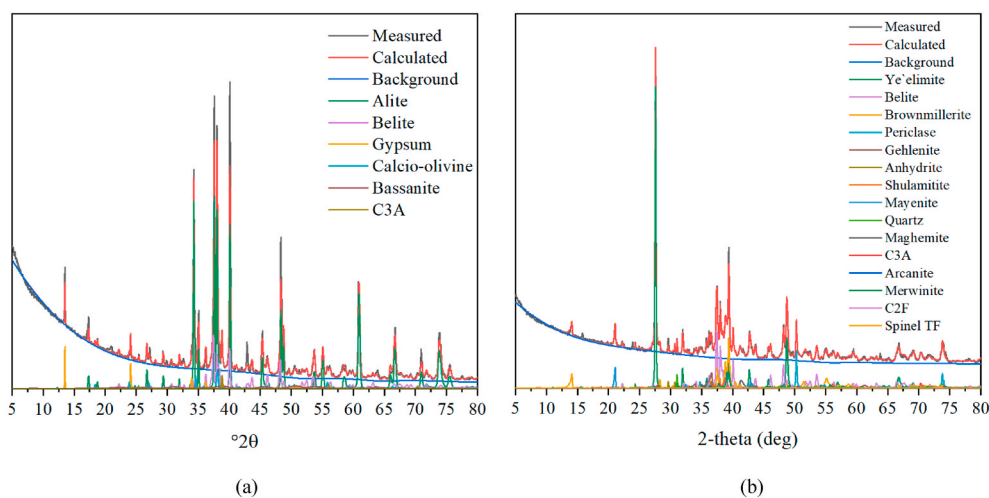 Measured
Calculated
Background
Alite
Belite
Gypsum
Calcio-olivine
Bassanite
C3A
5 10 15 20 25 30 35 40 45 50 55 60 65 70 75 80
°2θ
(a)
Measured
Calculated
Background
Ye`elimite
Belite
Brownmillerite
Periclase
Gehlenite
Anhydrite
Shulamitite
Mayenite
Quartz
Maghemite
C3A
Arcanite
Merwinite
C2F
Spinel TF
5 10 15 20 25 30 35 40 45 50 55 60 65 70 75 80
2-theta (deg)
(b)